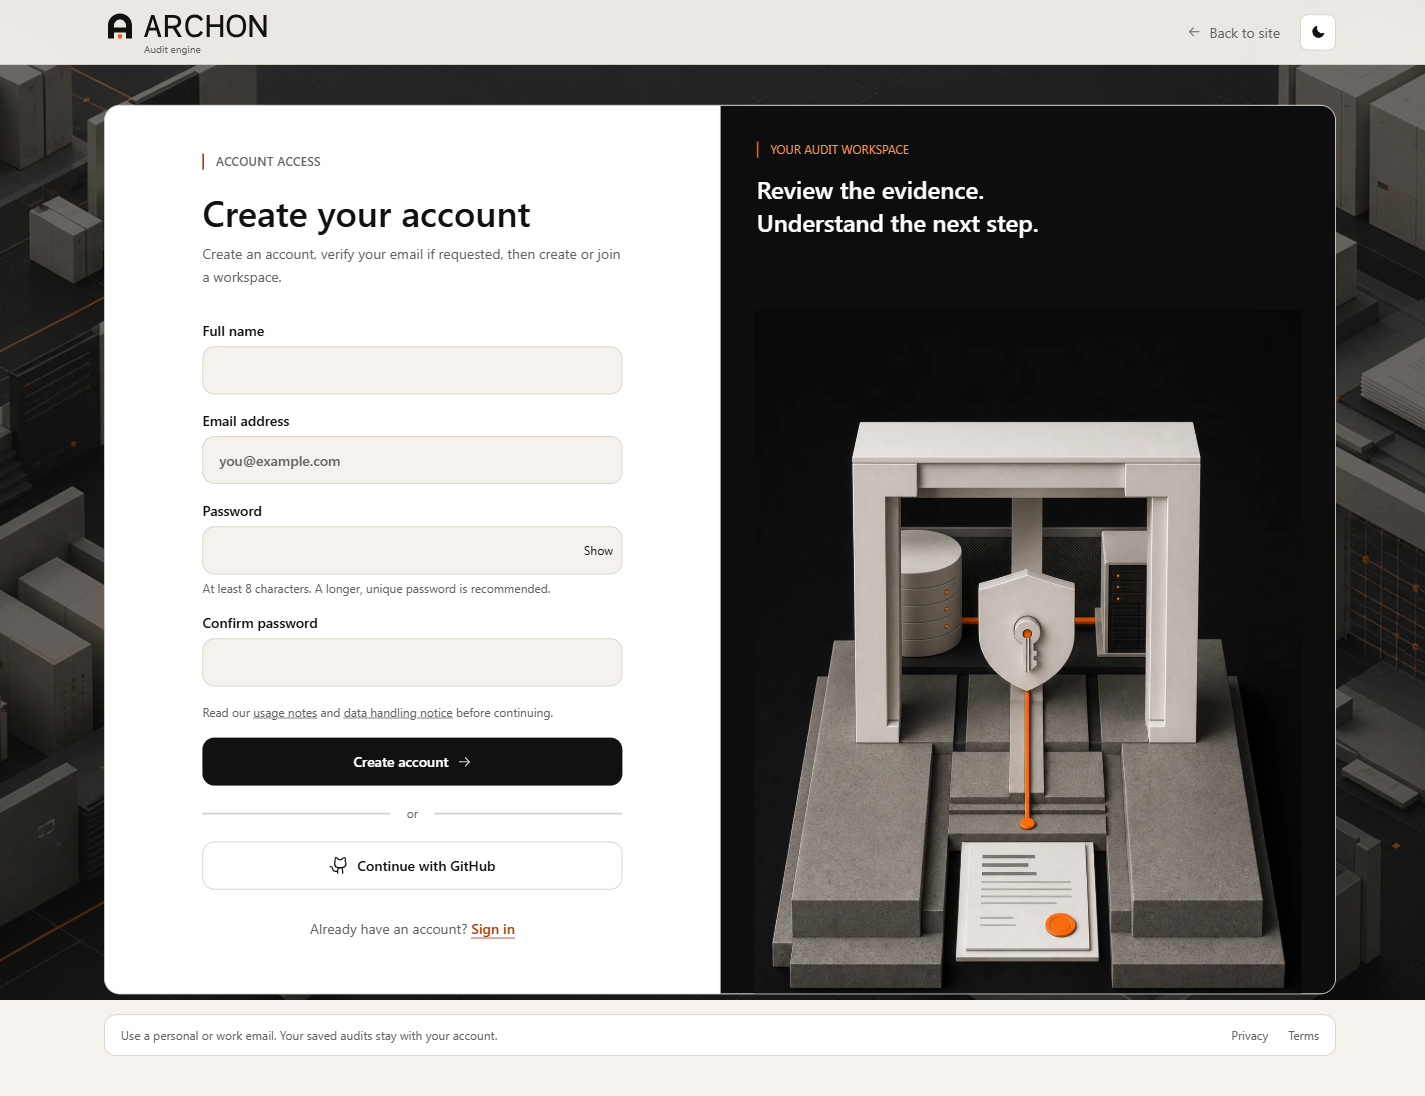 ARCHON
Audit engine
Back to site
ACCOUNT ACCESS
Create your account
Create an account, verify your email if requested, then create or join
a workspace.
Full name
Email address
you@example.com
Password
Show
At least 8 characters. A longer, unique password is recommended.
Confirm password
Read our usage notes and data handling notice before continuing.
Create account
or
Continue with GitHub
Already have an account? Sign in
YOUR AUDIT WORKSPACE
Review the evidence.
Understand the next step.
Use a personal or work email. Your saved audits stay with your account.
Privacy
Terms